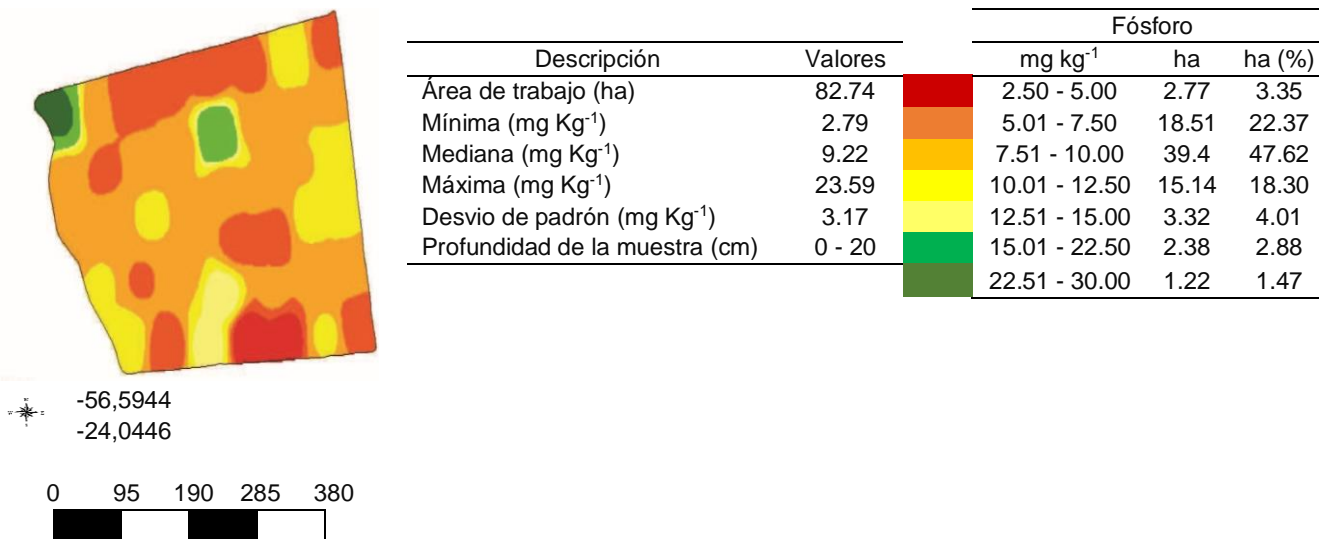 Descripción Valores
Área de trabajo (ha) 82.74
Mínima (mg Kg-1) 2.79
Mediana (mg Kg-1) 9.22
Máxima (mg Kg-1) 23.59
Desvio de padrón (mg Kg-1) 3.17
Profundidad de la muestra (cm) 0 - 20
Fósforo
mg kg-1 ha ha (%)
2.50 - 5.00 2.77 3.35
5.01 - 7.50 18.51 22.37
7.51 - 10.00 39.4 47.62
10.01 - 12.50 15.14 18.30
12.51 - 15.00 3.32 4.01
15.01 - 22.50 2.38 2.88
22.51 - 30.00 1.22 1.47
-56,5944
-24,0446
0 95 190 285 380